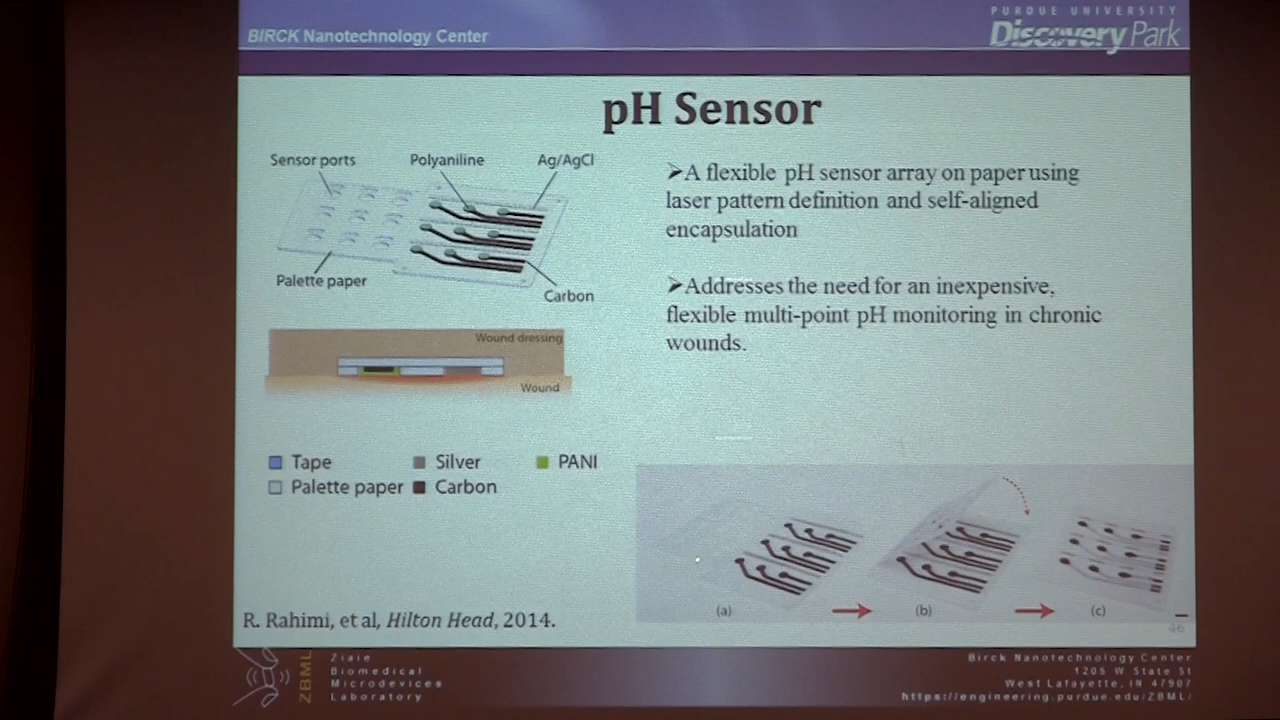 BIRCK Nanotechnology Center
PURDUE UNIVERSITY
Discovery Park
pH Sensor
Sensor ports
Polyaniline
Ag/AgCl
Palette paper
Carbon
➢A flexible pH sensor array on paper using
laser pattern definition and self-aligned
encapsulation
➢Addresses the need for an inexpensive,
flexible multi-point pH monitoring in chronic
wounds.
Wound dressing
Wound
Tape
Silver
PANI
Palette paper
Carbon
(a)
(b)
(c)
R. Rahimi, et al, Hilton Head, 2014.
46
ZBML
Ziaie
Biomedical
Microdevices
Laboratory
Birck Nanotechnology Center
1205 W State St
West Lafayette, IN 47907
https://engineering.purdue.edu/ZBML/